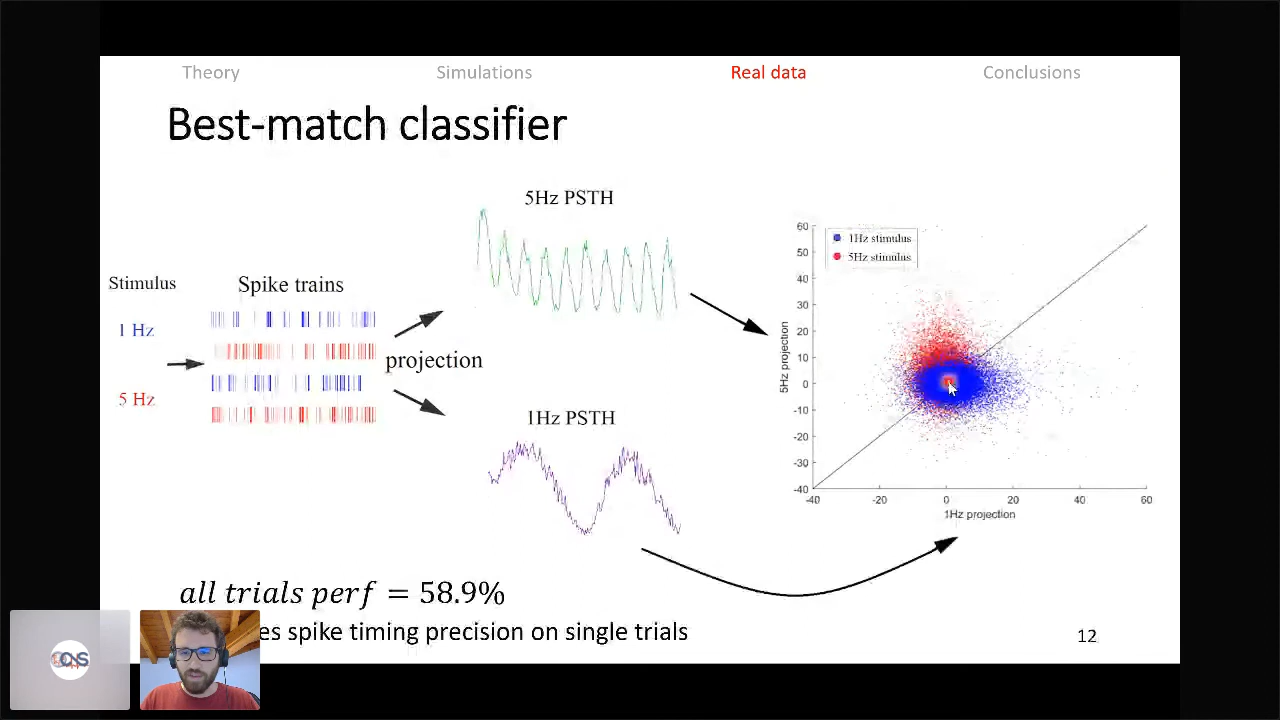 Theory Simulations Real data Conclusions
Best-match classifier
5Hz PSTH
Stimulus
Spike trains
1 Hz
5 Hz
projection
1Hz PSTH
1Hz stimulus
5Hz stimulus
60
50
40
30
20
10
0
-10
-20
-30
-40
5Hz projection
-40 -20 0 20 40 60
1Hz projection
all trials perf = 58.9%
es spike timing precision on single trials
12